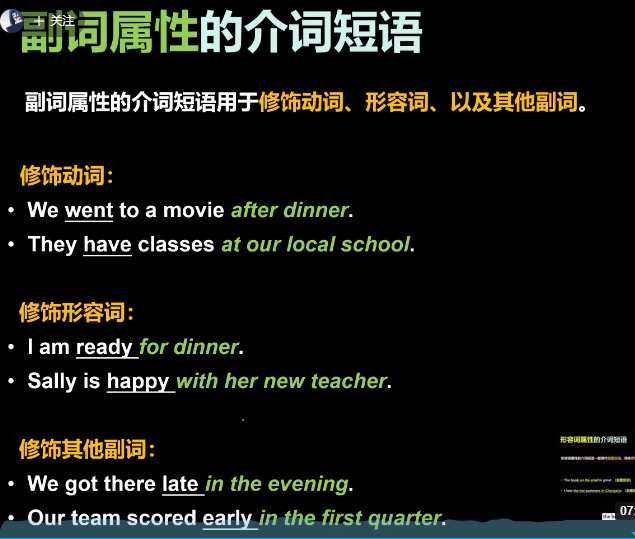 + 关注
副词属性的介词短语
副词属性的介词短语用于修饰动词、形容词、以及其他副词。
修饰动词：
• We went to a movie after dinner.
• They have classes at our local school.
修饰形容词：
• I am ready for dinner.
• Sally is happy with her new teacher.
修饰其他副词：
• We got there late in the evening.
• Our team scored early in the first quarter.
形容词属性的介词短语
07: